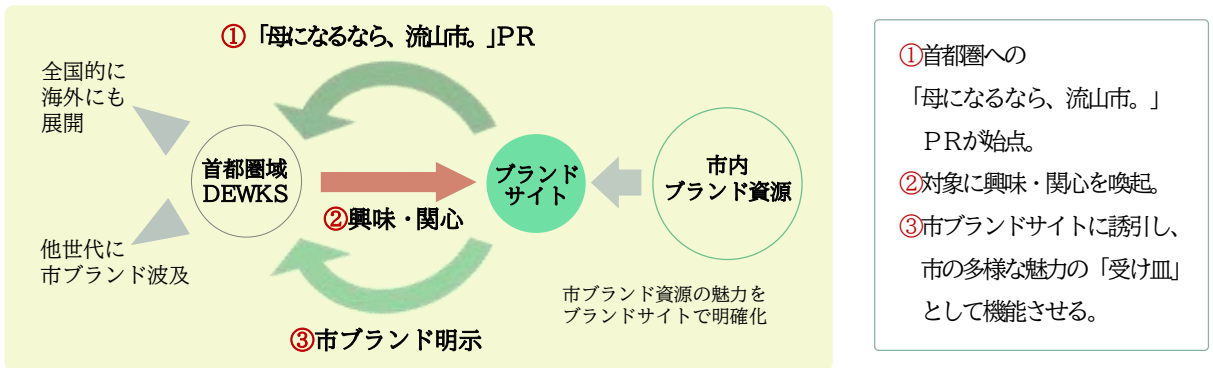 ①「母になるなら、流山市。」PR
全国的に
海外にも
展開
首都圏域
DEWKS
②興味・関心
ブランド
サイト
市内
ブランド資源
他世代に
市ブランド波及
市ブランド資源の魅力を
ブランドサイトで明確化
③市ブランド明示
①首都圏への
「母になるなら、流山市。」
ＰＲが始点。
②対象に興味・関心を喚起。
③市ブランドサイトに誘引し、
市の多様な魅力の「受け皿」
として機能させる。